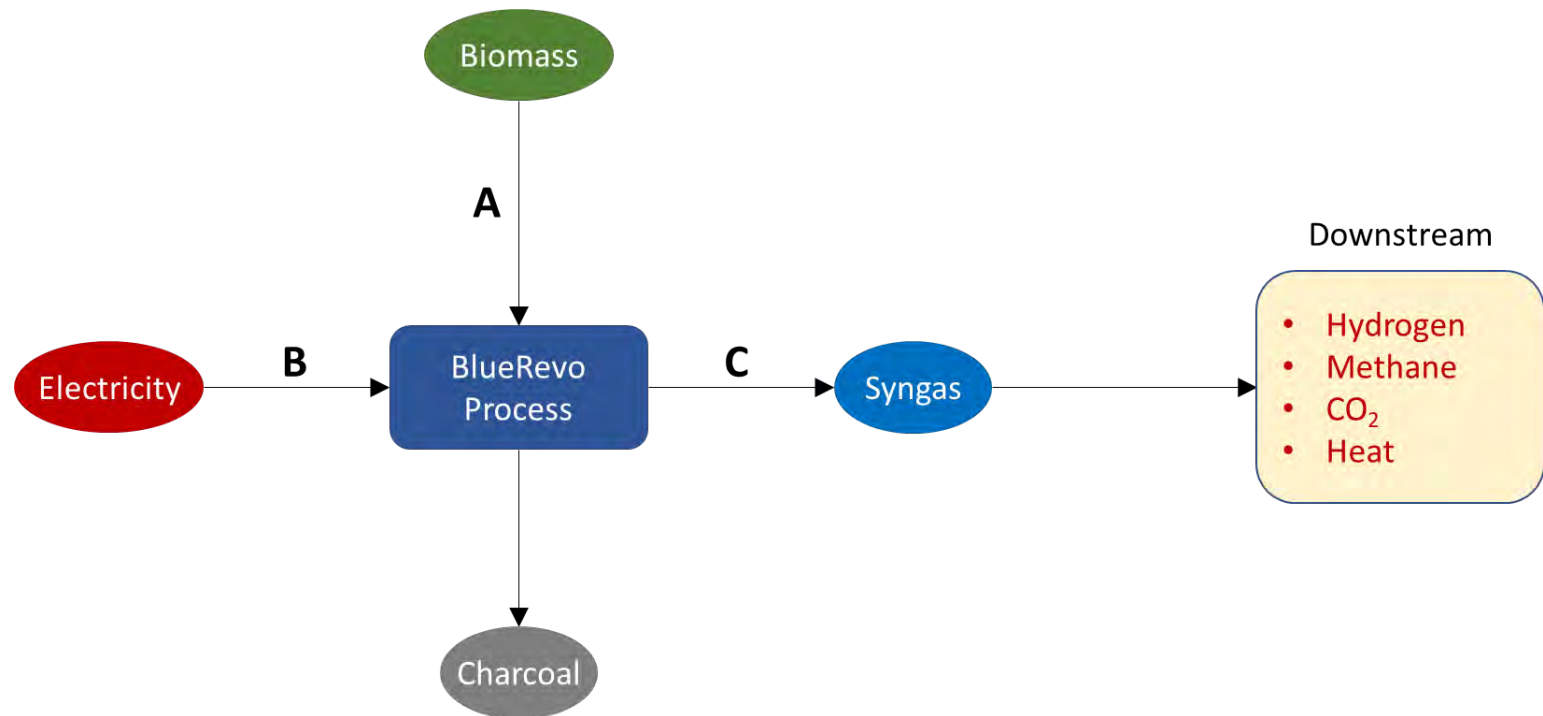 Biomass
A
Downstream
Electricity
B
BlueRevo
Process
C
Syngas
• Hydrogen
• Methane
• CO₂
• Heat
Charcoal